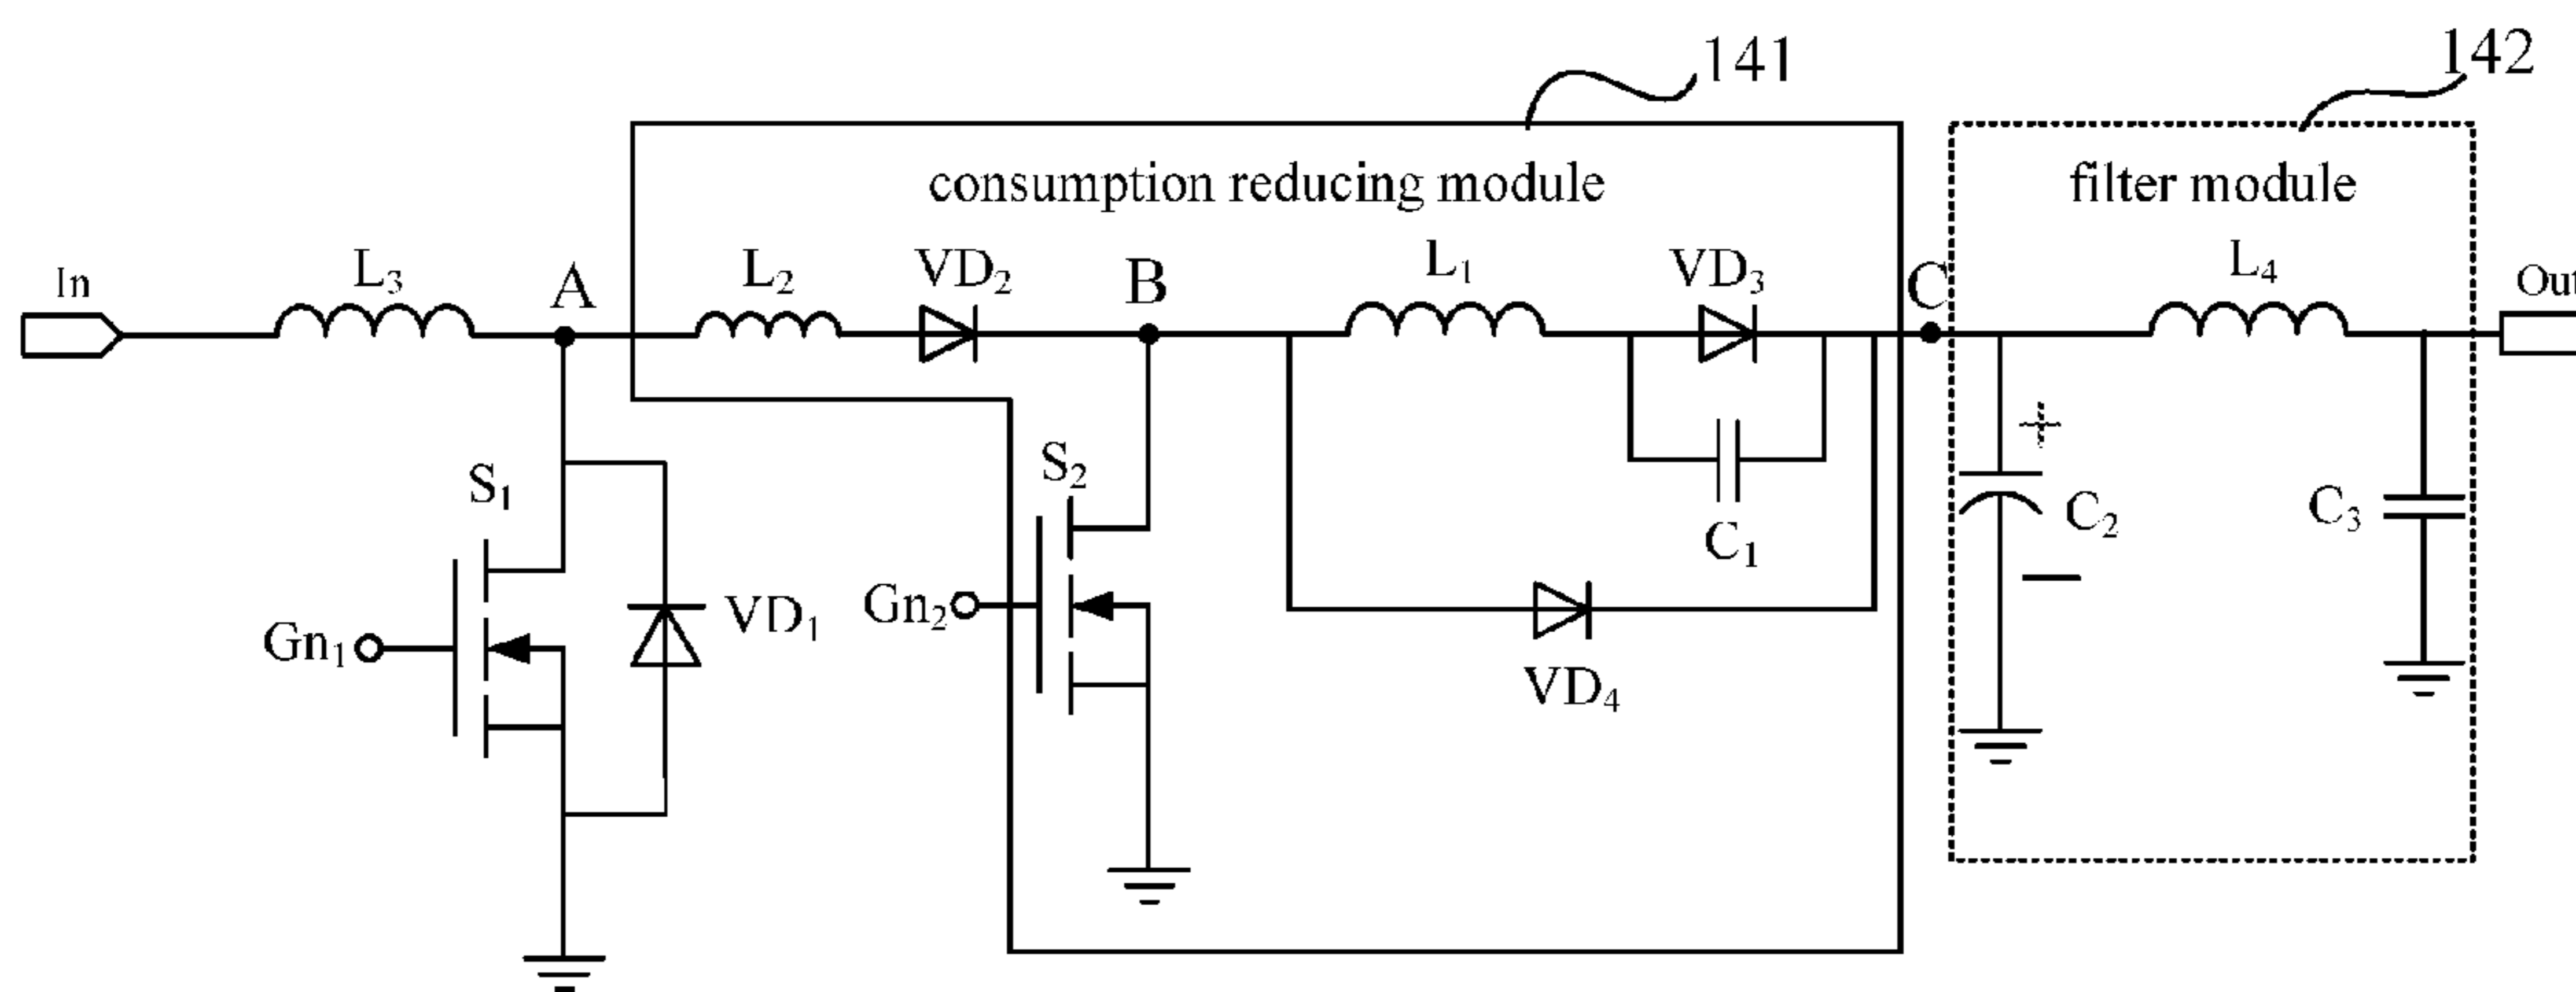 141
142
consumption reducing module
filter module
In
L3
A
L2
VD2
B
L1
VD3
C
L4
Out
S1
S2
+
C2
C3
C1
Gn1
VD1
Gn2
VD4
−